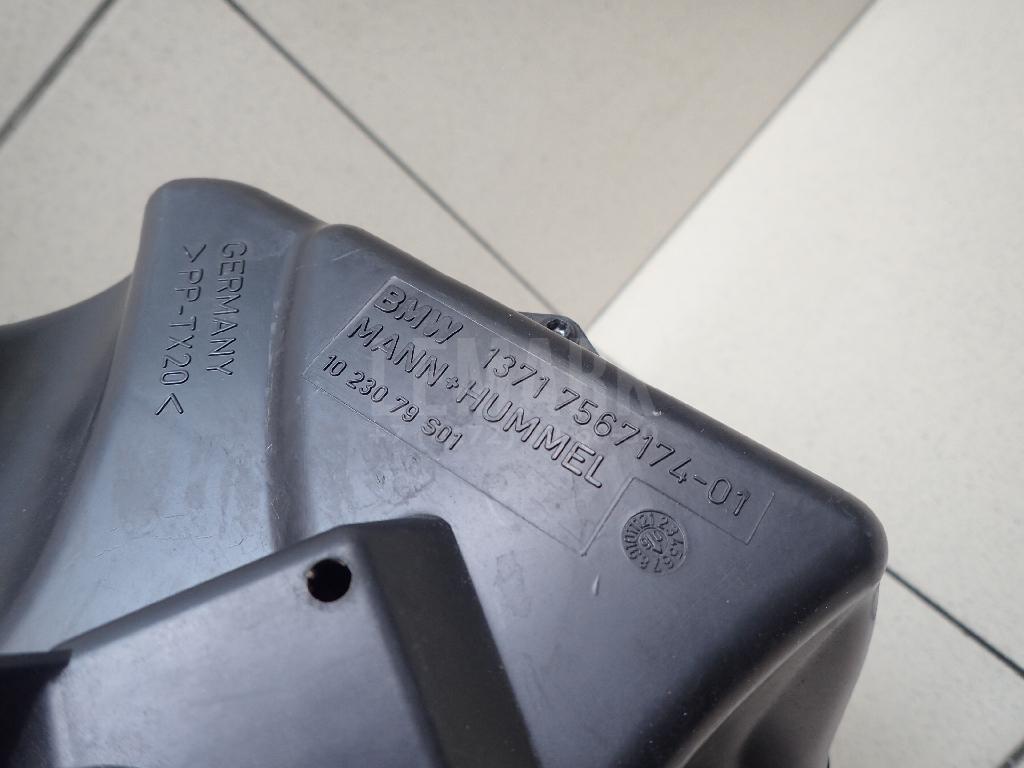 GERMANY
>PP-TX20<
BMW 1371 7567174-01
MANN+HUMMEL
10 230 79 S01